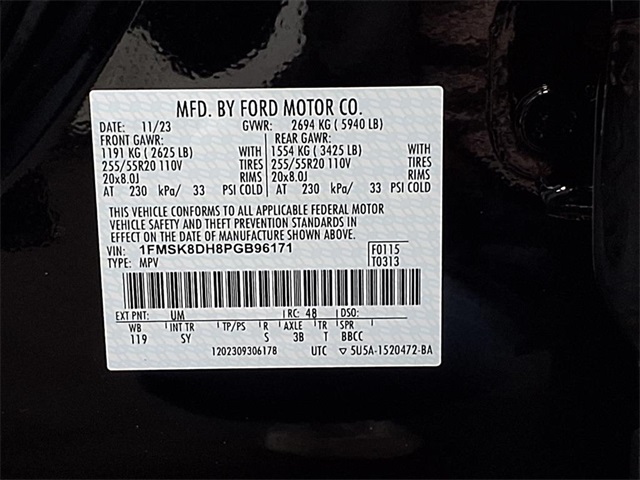 MFD. BY FORD MOTOR CO.
DATE: 11/23 GVWR: 2694 KG ( 5940 LB)
FRONT GAWR: REAR GAWR:
1191 KG ( 2625 LB) WITH 1554 KG ( 3425 LB) WITH
255/55R20 110V TIRES 255/55R20 110V TIRES
20x8.0J RIMS 20x8.0J RIMS
AT 230 kPa/ 33 PSI COLD AT 230 kPa/ 33 PSI COLD
THIS VEHICLE CONFORMS TO ALL APPLICABLE FEDERAL MOTOR
VEHICLE SAFETY AND THEFT PREVENTION STANDARDS IN
EFFECT ON THE DATE OF MANUFACTURE SHOWN ABOVE.
VIN: 1FMSK8DH8PGB96171 F0115
TYPE: MPV T0313
EXT PNT: UM RC: 48 DSO:
WB INT TR TP/PS R AXLE TR SPR
119 SY S 3B T BBCC
1202309306178 UTC ▽ 5U5A-1520472-BA